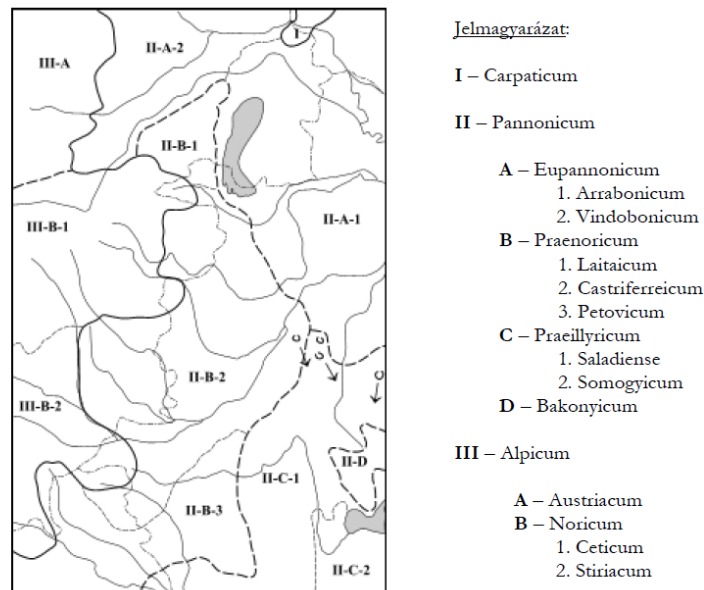 I
II-A-2
III-A
II-B-1
III-B-1
II-A-1
C
C
C
C
II-B-2
III-B-2
II-D
II-C-1
II-B-3
II-C-2
Jelmagyarázat:
I – Carpaticum
II – Pannonicum
A – Eupannonicum
1. Arrabonicum
2. Vindobonicum
B – Praenoricum
1. Laitaicum
2. Castriferreicum
3. Petovicum
C – Praeillyricum
1. Saladiense
2. Somogyicum
D – Bakonyicum
III – Alpicum
A – Austriacum
B – Noricum
1. Ceticum
2. Stiriacum